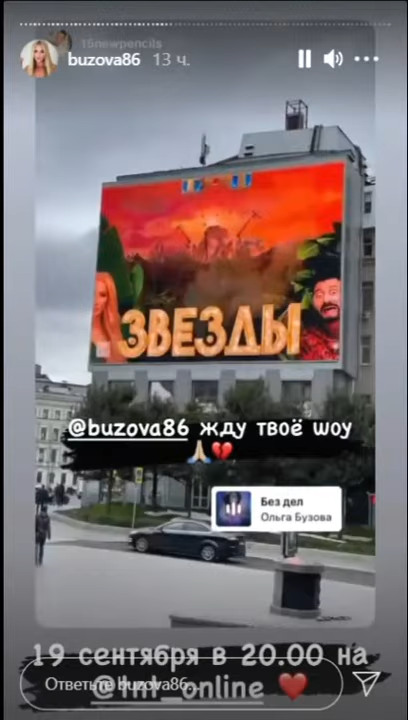 15newpencils
buzova86 13 ч.
ЗВЕЗДЫ
@buzova86 жду твоё шоу
🙏🏼💔
Без дел
Ольга Бузова
19 сентября в 20.00 на
@tnt_online ❤️
Ответьте buzova86...